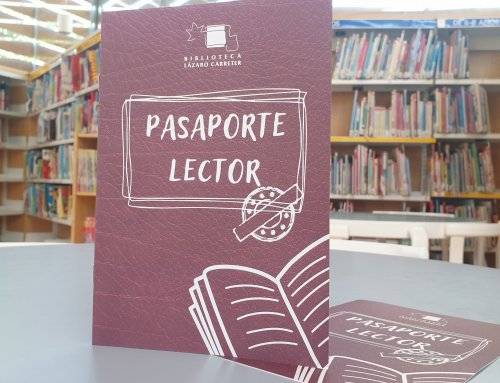 BIBLIOTECA
LÁZARO CARRETER
PASAPORTE
LECTOR
PASAPORTE
LECTOR